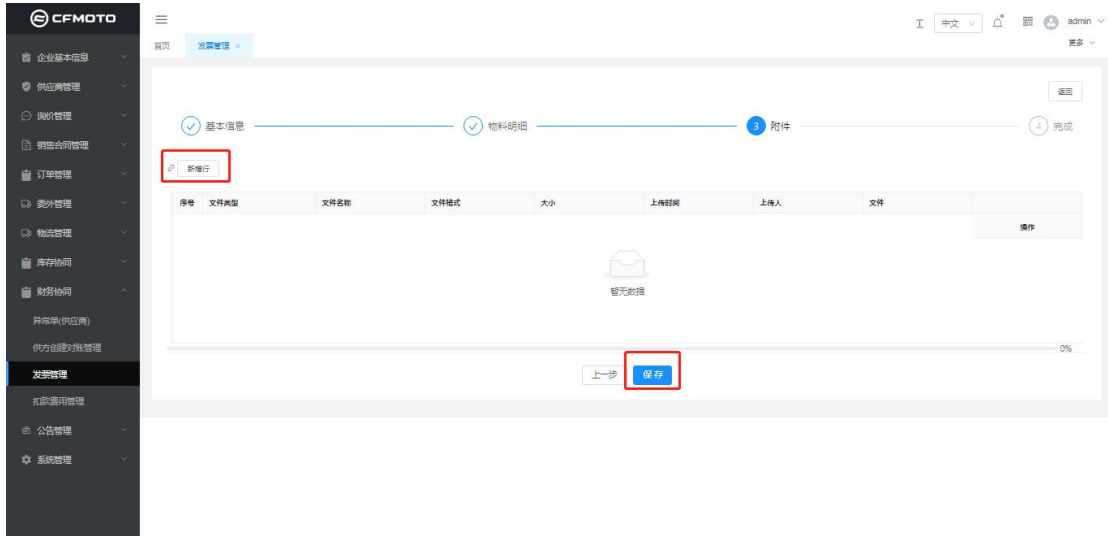 CFMOTO
工 中文 admin
首页 发票管理 × 更多
企业基本信息
供应商管理
询价管理
销售合同管理
订单管理
委外管理
物流管理
库存协同
财务协同
异常单(供应商)
供方创建对账管理
发票管理
扣款费用管理
公告管理
系统管理
返回
基本信息 物料明细 3 附件 4 完成
新增行
序号 文件类型 文件名称 文件格式 大小 上传时间 上传人 文件
操作
暂无数据
0%
上一步 保存